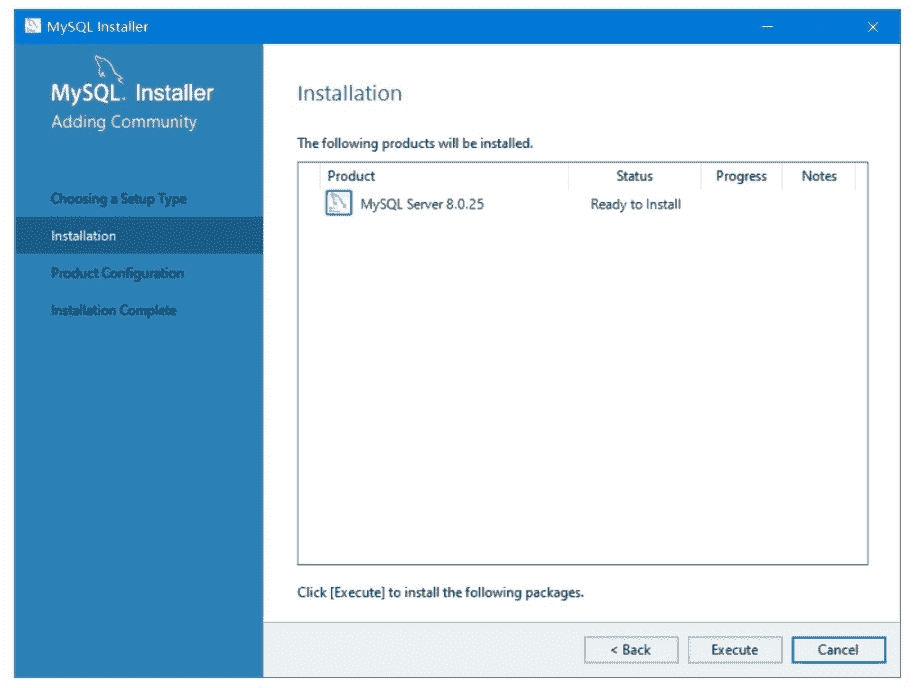 MySQL Installer
MySQL. Installer
Adding Community
Choosing a Setup Type
Installation
Product Configuration
Installation Complete
Installation
The following products will be installed.
Product Status Progress Notes
MySQL Server 8.0.25 Ready to Install
Click [Execute] to install the following packages.
< Back Execute Cancel